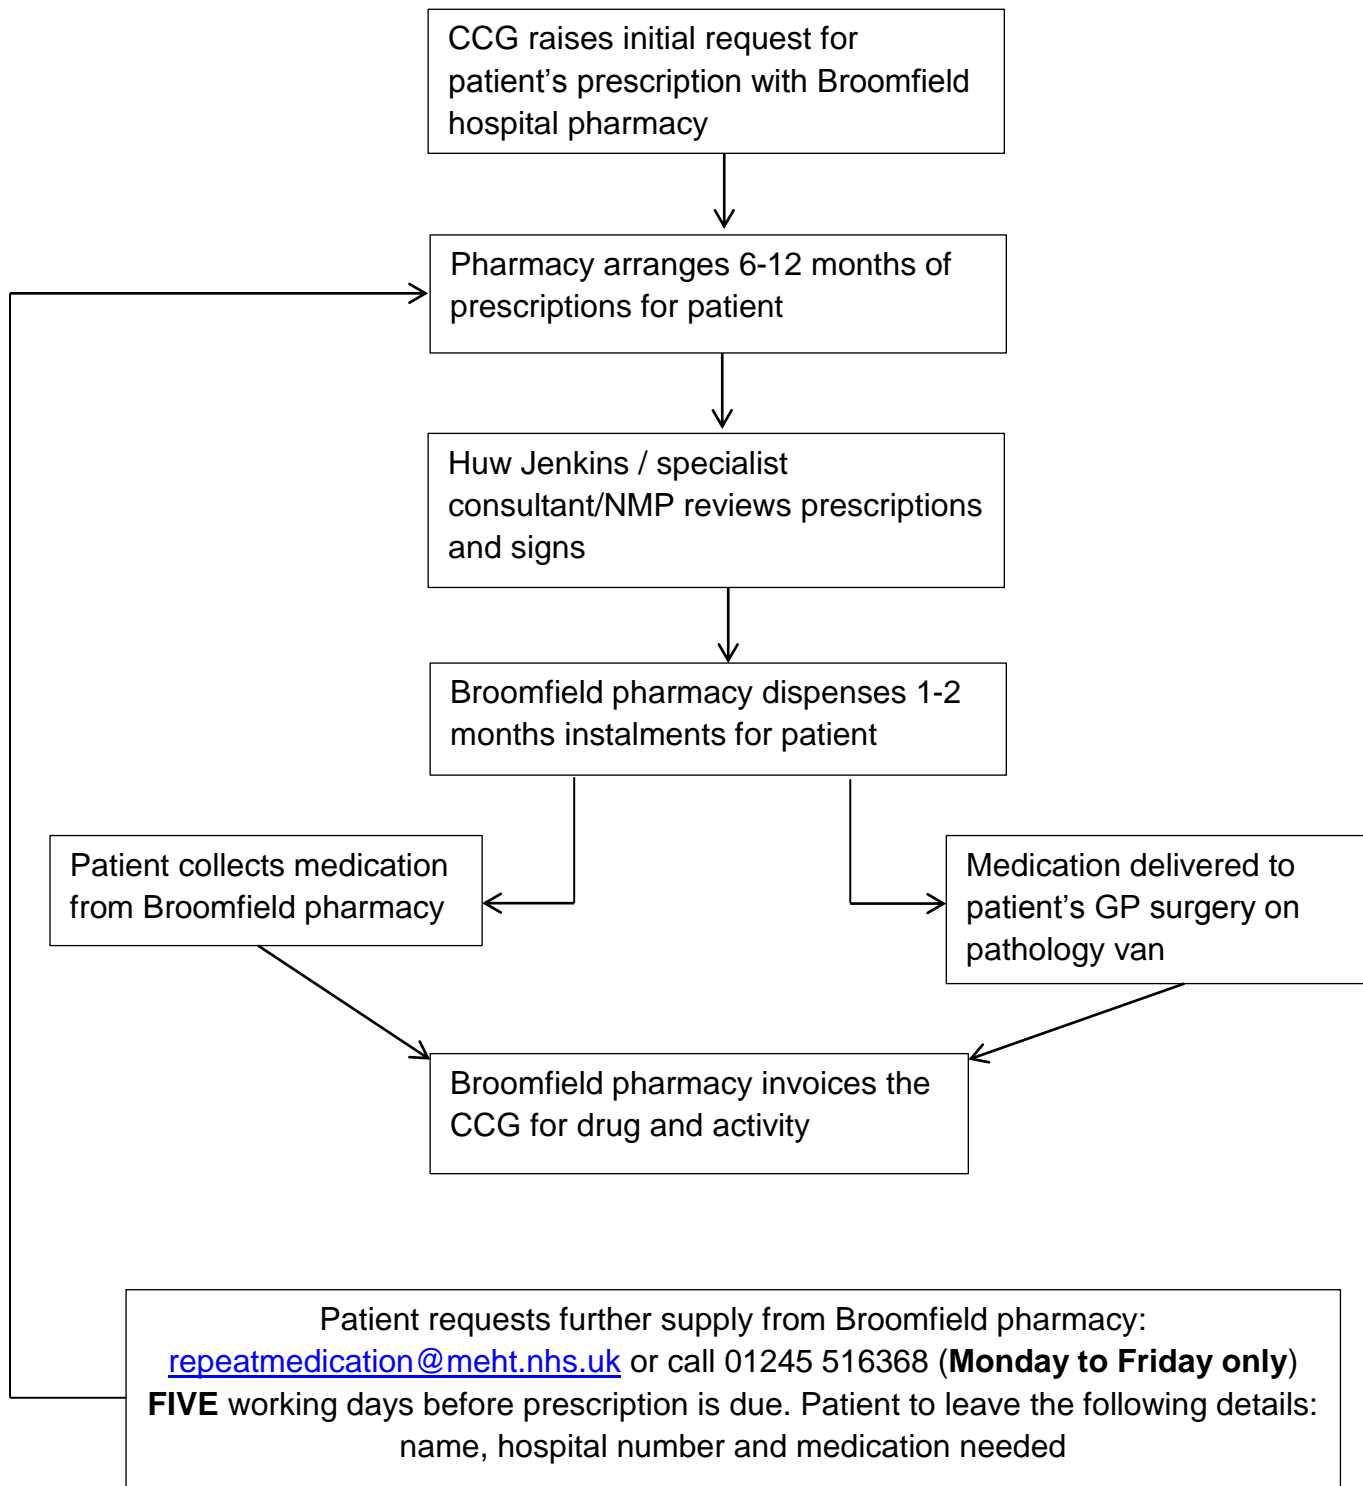 CCG raises initial request for
patient’s prescription with Broomfield
hospital pharmacy
Pharmacy arranges 6-12 months of
prescriptions for patient
Huw Jenkins / specialist
consultant/NMP reviews prescriptions
and signs
Broomfield pharmacy dispenses 1-2
months instalments for patient
Patient collects medication
from Broomfield pharmacy
Medication delivered to
patient’s GP surgery on
pathology van
Broomfield pharmacy invoices the
CCG for drug and activity
Patient requests further supply from Broomfield pharmacy:
repeatmedication@meht.nhs.uk or call 01245 516368 (Monday to Friday only)
FIVE working days before prescription is due. Patient to leave the following details:
name, hospital number and medication needed